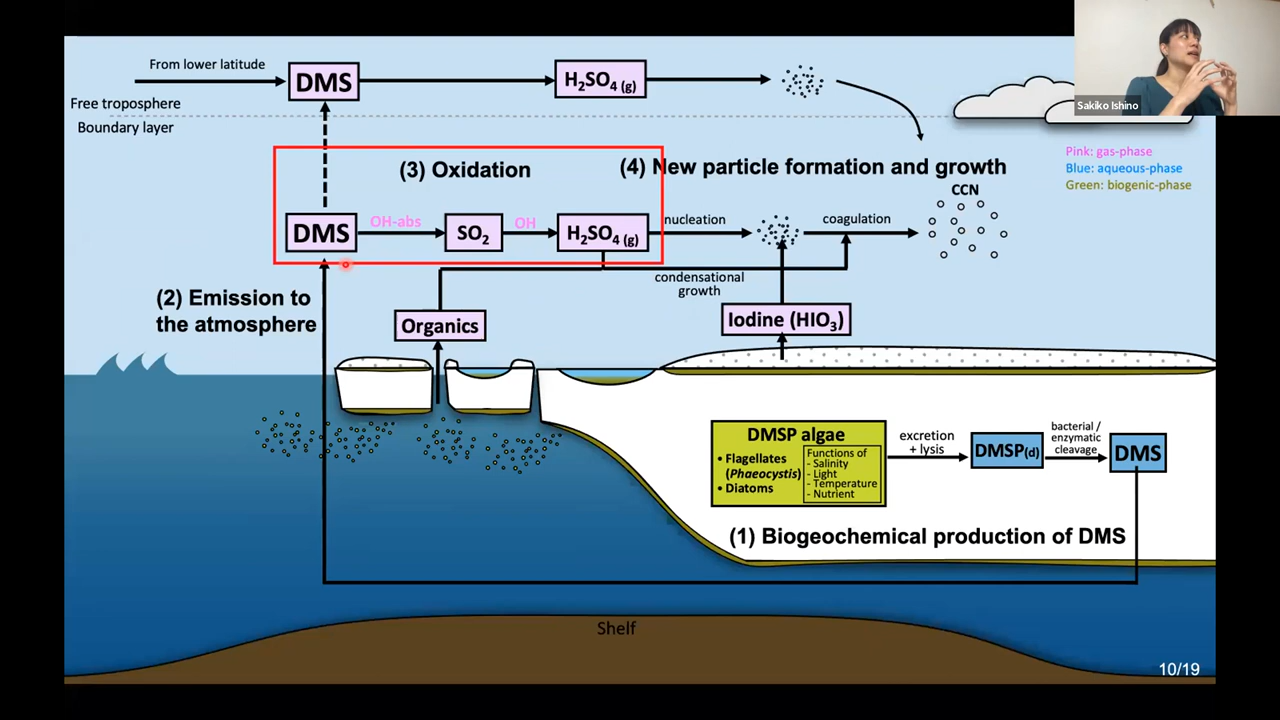 From lower latitude
DMS
H₂SO₄ (g)
Sakiko Ishino
Free troposphere
Boundary layer
(3) Oxidation
(4) New particle formation and growth
Pink: gas-phase
Blue: aqueous-phase
Green: biogenic-phase
CCN
DMS
OH-abs
SO₂
OH
H₂SO₄ (g)
nucleation
coagulation
condensational
growth
(2) Emission to
the atmosphere
Organics
Iodine (HIO₃)
DMSP algae
• Flagellates
(Phaeocystis)
• Diatoms
Functions of
- Salinity
- Light
- Temperature
- Nutrient
excretion
+ lysis
DMSP(d)
bacterial /
enzymatic
cleavage
DMS
(1) Biogeochemical production of DMS
Shelf
10/19